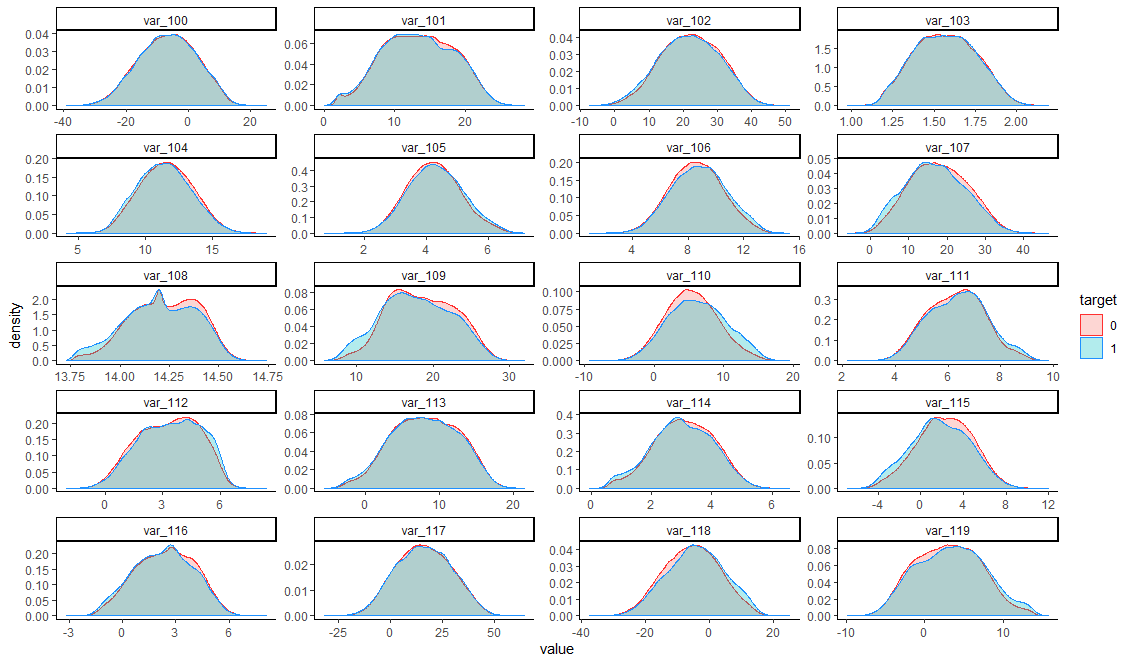 var_100 var_101 var_102 var_103
0.04 0.03 0.02 0.01 0.00
0.06 0.03 0.00
0.04 0.03 0.02 0.01 0.00
1.5 1.0 0.5 0.0
-40 -20 0 20
0 10 20
-10 0 10 20 30 40 50
1.00 1.25 1.50 1.75 2.00
var_104 var_105 var_106 var_107
0.20 0.15 0.10 0.05 0.00
0.4 0.3 0.2 0.1 0.0
0.20 0.15 0.10 0.05 0.00
0.05 0.04 0.03 0.02 0.01 0.00
5 10 15
2 4 6
4 8 12 16
0 10 20 30 40
var_108 var_109 var_110 var_111
2.0 1.5 1.0 0.5 0.0
0.08 0.06 0.04 0.02 0.00
0.100 0.075 0.050 0.025 0.000
0.3 0.2 0.1 0.0
13.75 14.00 14.25 14.50 14.75
10 20 30
-10 0 10 20
2 4 6 8 10
var_112 var_113 var_114 var_115
0.20 0.15 0.10 0.05 0.00
0.08 0.06 0.04 0.02 0.00
0.4 0.3 0.2 0.1 0.0
0.10 0.05 0.00
0 3 6
0 10 20
0 2 4 6
-4 0 4 8 12
var_116 var_117 var_118 var_119
0.20 0.15 0.10 0.05 0.00
0.02 0.01 0.00
0.04 0.03 0.02 0.01 0.00
0.08 0.06 0.04 0.02 0.00
-3 0 3 6
-25 0 25 50
-40 -20 0 20
-10 0 10
density
value
target
0
1